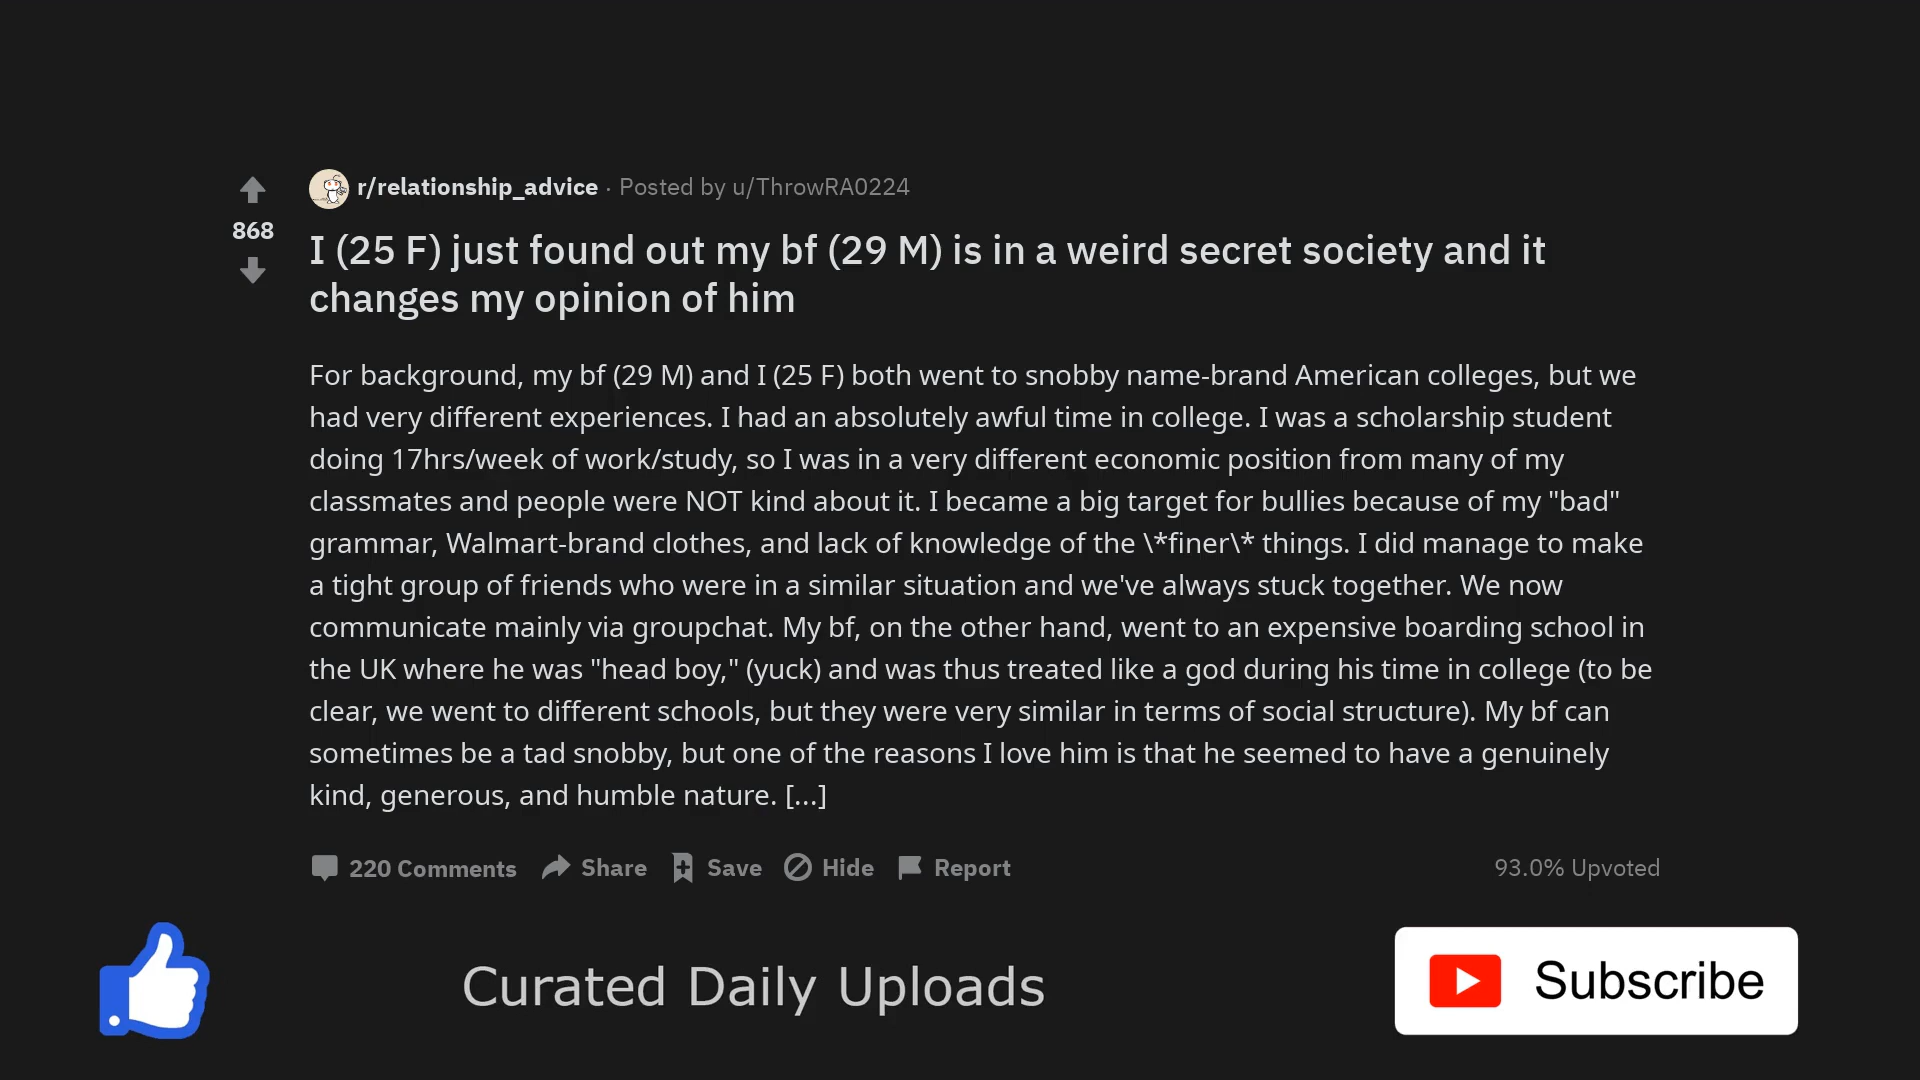 r/relationship_advice · Posted by u/ThrowRA0224
868
I (25 F) just found out my bf (29 M) is in a weird secret society and it
changes my opinion of him
For background, my bf (29 M) and I (25 F) both went to snobby name-brand American colleges, but we
had very different experiences. I had an absolutely awful time in college. I was a scholarship student
doing 17hrs/week of work/study, so I was in a very different economic position from many of my
classmates and people were NOT kind about it. I became a big target for bullies because of my "bad"
grammar, Walmart-brand clothes, and lack of knowledge of the \*finer\* things. I did manage to make
a tight group of friends who were in a similar situation and we've always stuck together. We now
communicate mainly via groupchat. My bf, on the other hand, went to an expensive boarding school in
the UK where he was "head boy," (yuck) and was thus treated like a god during his time in college (to be
clear, we went to different schools, but they were very similar in terms of social structure). My bf can
sometimes be a tad snobby, but one of the reasons I love him is that he seemed to have a genuinely
kind, generous, and humble nature. [...]
220 Comments Share Save Hide Report 93.0% Upvoted
Curated Daily Uploads
Subscribe